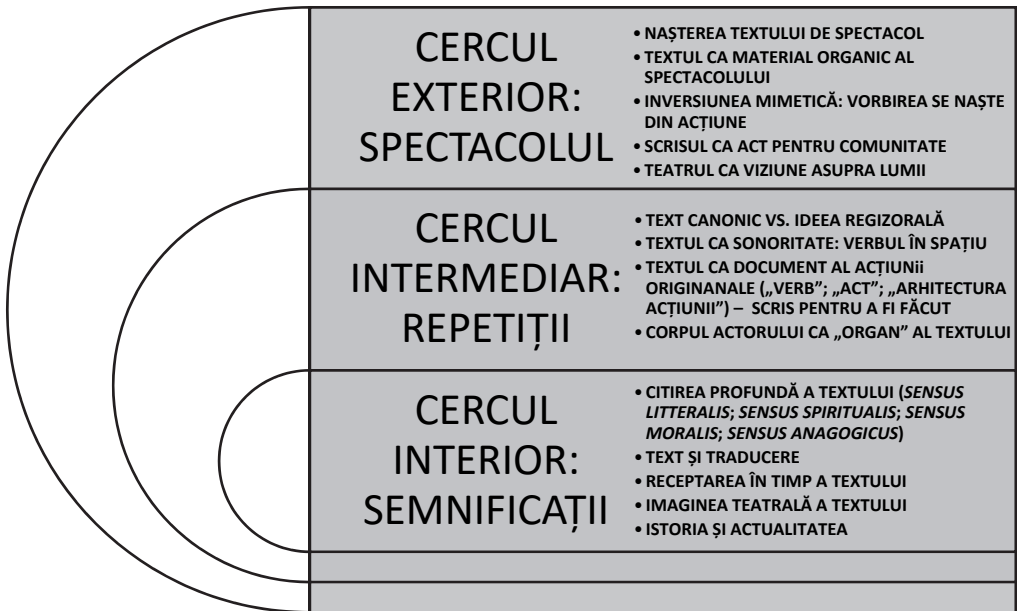 CERCUL
EXTERIOR:
SPECTACOLUL
• NAȘTEREA TEXTULUI DE SPECTACOL
• TEXTUL CA MATERIAL ORGANIC AL
SPECTACOLULUI
• INVERSIUNEA MIMETICĂ: VORBIREA SE NAȘTE
DIN ACȚIUNE
• SCRISUL CA ACT PENTRU COMUNITATE
• TEATRUL CA VIZIUNE ASUPRA LUMII
CERCUL
INTERMEDIAR:
REPETIȚII
• TEXT CANONIC VS. IDEEA REGIZORALĂ
• TEXTUL CA SONORITATE: VERBUL ÎN SPAȚIU
• TEXTUL CA DOCUMENT AL ACȚIUNii
ORIGINANALE („VERB”; „ACT”; „ARHITECTURA
ACȚIUNII”) – SCRIS PENTRU A FI FĂCUT
• CORPUL ACTORULUI CA „ORGAN” AL TEXTULUI
CERCUL
INTERIOR:
SEMNIFICAȚII
• CITIREA PROFUNDĂ A TEXTULUI (SENSUS
LITTERALIS; SENSUS SPIRITUALIS; SENSUS
MORALIS; SENSUS ANAGOGICUS)
• TEXT ȘI TRADUCERE
• RECEPTAREA ÎN TIMP A TEXTULUI
• IMAGINEA TEATRALĂ A TEXTULUI
• ISTORIA ȘI ACTUALITATEA